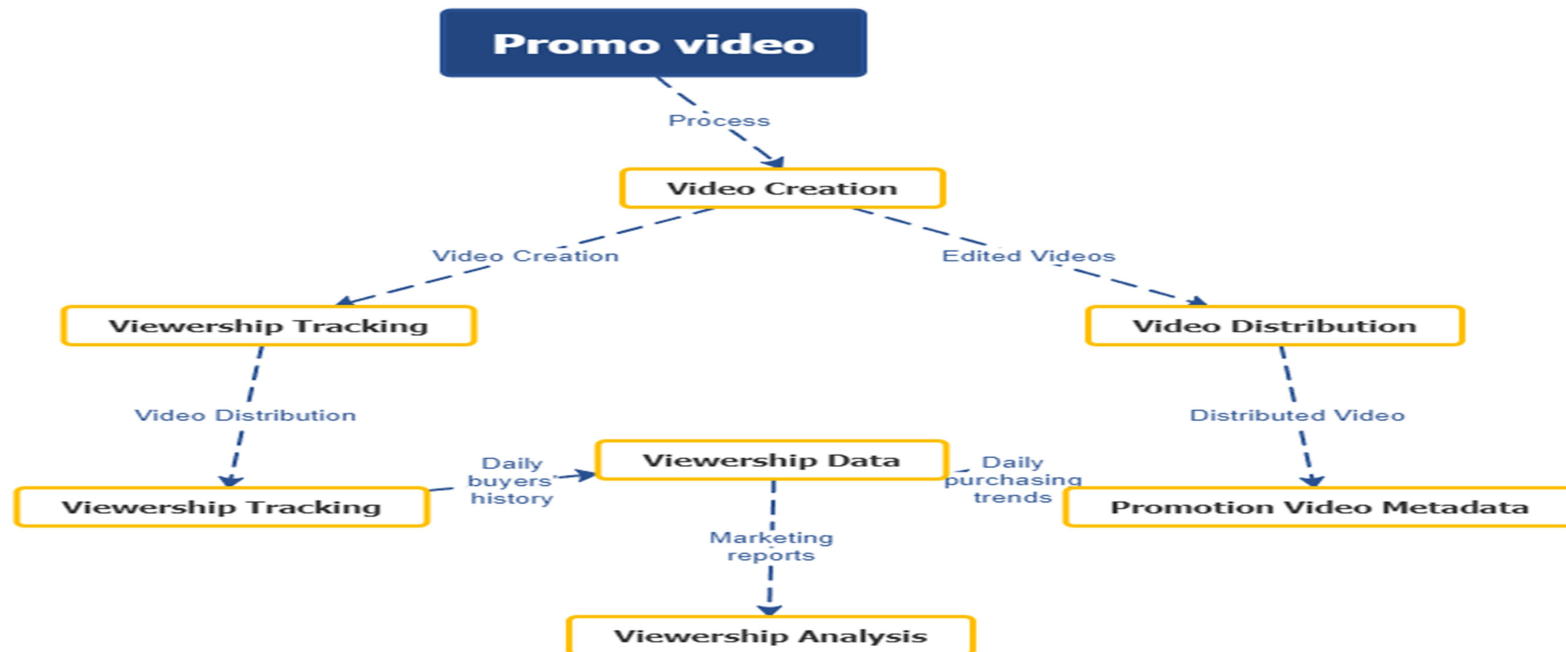 Promo video
Process
Video Creation
Video Creation
Edited Videos
Viewership Tracking
Video Distribution
Video Distribution
Distributed Video
Viewership Data
Daily
buyers'
history
Daily
purchasing
trends
Viewership Tracking
Promotion Video Metadata
Marketing
reports
Viewership Analysis